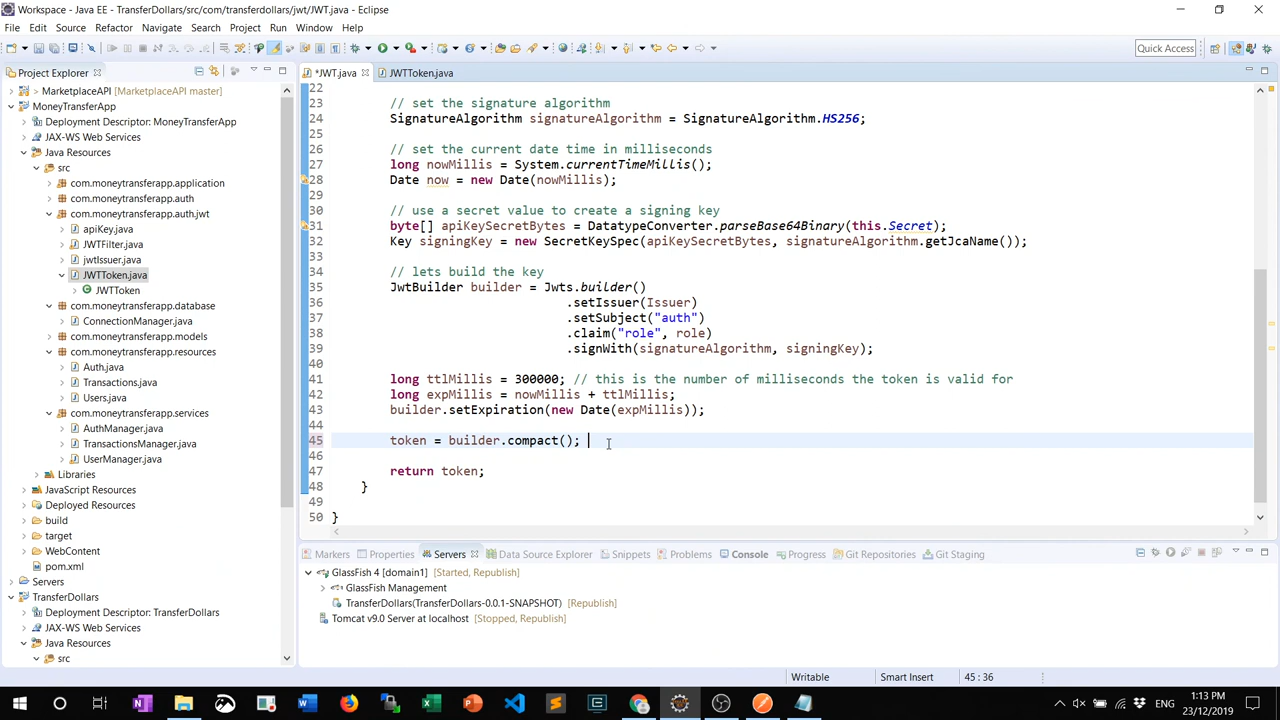 Workspace - Java EE - TransferDollars/src/com/transferdollars/jwt/JWT.java - Eclipse
File Edit Source Refactor Navigate Search Project Run Window Help
Quick Access
Project Explorer
> MarketplaceAPI [MarketplaceAPI master]
MoneyTransferApp
Deployment Descriptor: MoneyTransferApp
JAX-WS Web Services
Java Resources
src
com.moneytransferapp.application
com.moneytransferapp.auth
com.moneytransferapp.auth.jwt
apiKey.java
JWTFilter.java
jwtIssuer.java
JWTToken.java
JWTToken
com.moneytransferapp.database
ConnectionManager.java
com.moneytransferapp.models
com.moneytransferapp.resources
Auth.java
Transactions.java
Users.java
com.moneytransferapp.services
AuthManager.java
TransactionsManager.java
UserManager.java
Libraries
JavaScript Resources
Deployed Resources
build
target
WebContent
pom.xml
Servers
TransferDollars
Deployment Descriptor: TransferDollars
JAX-WS Web Services
Java Resources
src
*JWT.java JWTToken.java
22
23 // set the signature algorithm
24 SignatureAlgorithm signatureAlgorithm = SignatureAlgorithm.HS256;
25
26 // set the current date time in milliseconds
27 long nowMillis = System.currentTimeMillis();
28 Date now = new Date(nowMillis);
29
30 // use a secret value to create a signing key
31 byte[] apiKeySecretBytes = DatatypeConverter.parseBase64Binary(this.Secret);
32 Key signingKey = new SecretKeySpec(apiKeySecretBytes, signatureAlgorithm.getJcaName());
33
34 // lets build the key
35 JwtBuilder builder = Jwts.builder()
36 .setIssuer(Issuer)
37 .setSubject("auth")
38 .claim("role", role)
39 .signWith(signatureAlgorithm, signingKey);
40
41 long ttlMillis = 300000; // this is the number of milliseconds the token is valid for
42 long expMillis = nowMillis + ttlMillis;
43 builder.setExpiration(new Date(expMillis));
44
45 token = builder.compact();
46
47 return token;
48 }
49
50 }
Markers Properties Servers Data Source Explorer Snippets Problems Console Progress Git Repositories Git Staging
GlassFish 4 [domain1] [Started, Republish]
GlassFish Management
TransferDollars(TransferDollars-0.0.1-SNAPSHOT) [Republish]
Tomcat v9.0 Server at localhost [Stopped, Republish]
Writable Smart Insert 45 : 36
ENG
1:13 PM
23/12/2019